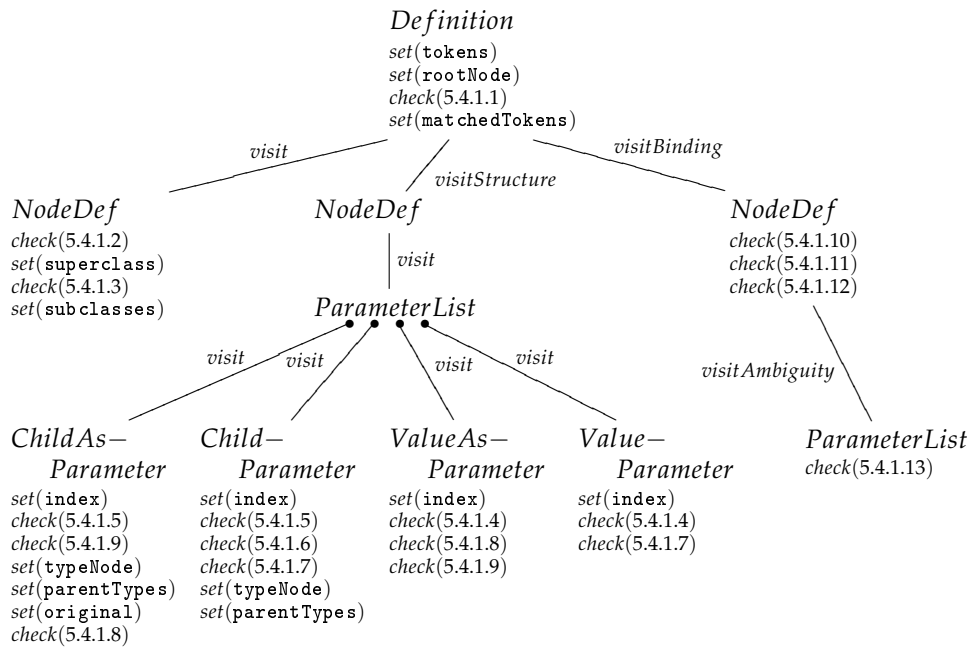 Definition
set(tokens)
set(rootNode)
check(5.4.1.1)
set(matchedTokens)
visit
visitStructure
visitBinding
NodeDef
check(5.4.1.2)
set(superclass)
check(5.4.1.3)
set(subclasses)
NodeDef
visit
ParameterList
NodeDef
check(5.4.1.10)
check(5.4.1.11)
check(5.4.1.12)
visit
visit
visit
visit
visitAmbiguity
ChildAs−
Parameter
set(index)
check(5.4.1.5)
check(5.4.1.9)
set(typeNode)
set(parentTypes)
set(original)
check(5.4.1.8)
Child−
Parameter
set(index)
check(5.4.1.5)
check(5.4.1.6)
check(5.4.1.7)
set(typeNode)
set(parentTypes)
ValueAs−
Parameter
set(index)
check(5.4.1.4)
check(5.4.1.8)
check(5.4.1.9)
Value−
Parameter
set(index)
check(5.4.1.4)
check(5.4.1.7)
ParameterList
check(5.4.1.13)